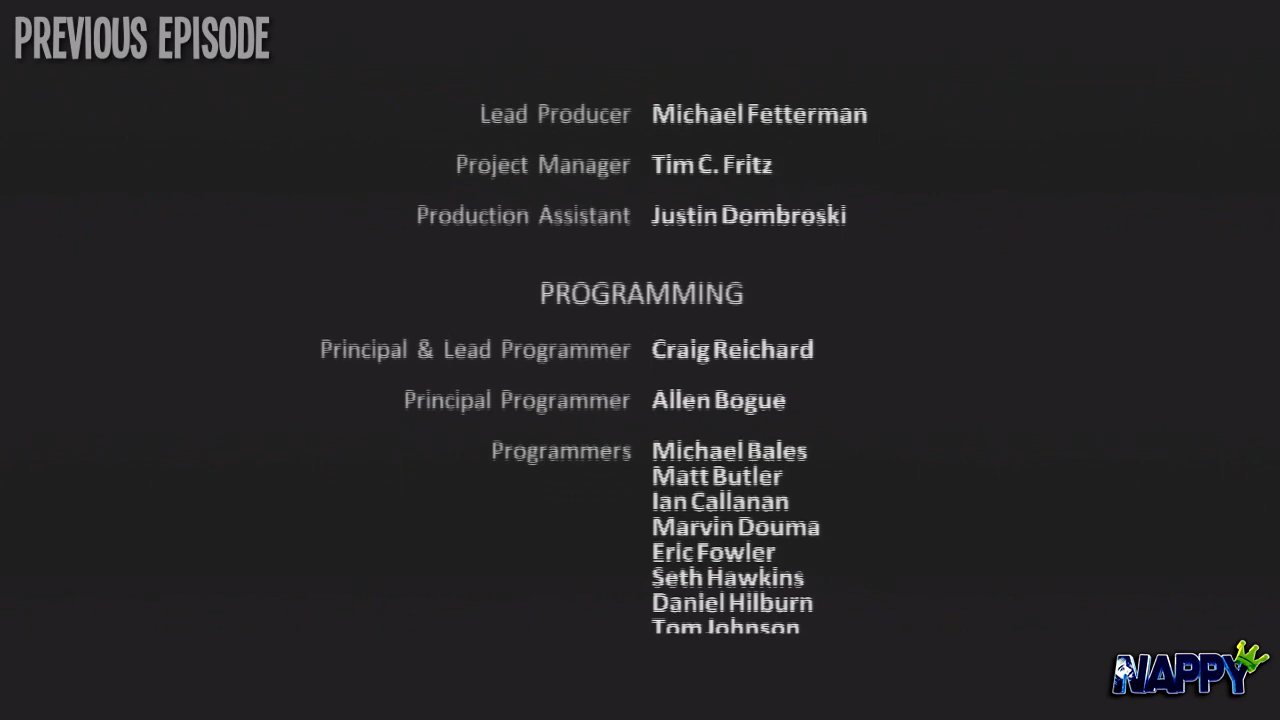 PREVIOUS EPISODE
Lead Producer Michael Fetterman
Project Manager Tim C. Fritz
Production Assistant Justin Dombroski
PROGRAMMING
Principal & Lead Programmer Craig Reichard
Principal Programmer Allen Bogue
Programmers Michael Bales
Matt Butler
Ian Callanan
Marvin Douma
Eric Fowler
Seth Hawkins
Daniel Hilburn
Tom Johnson
NAPPY